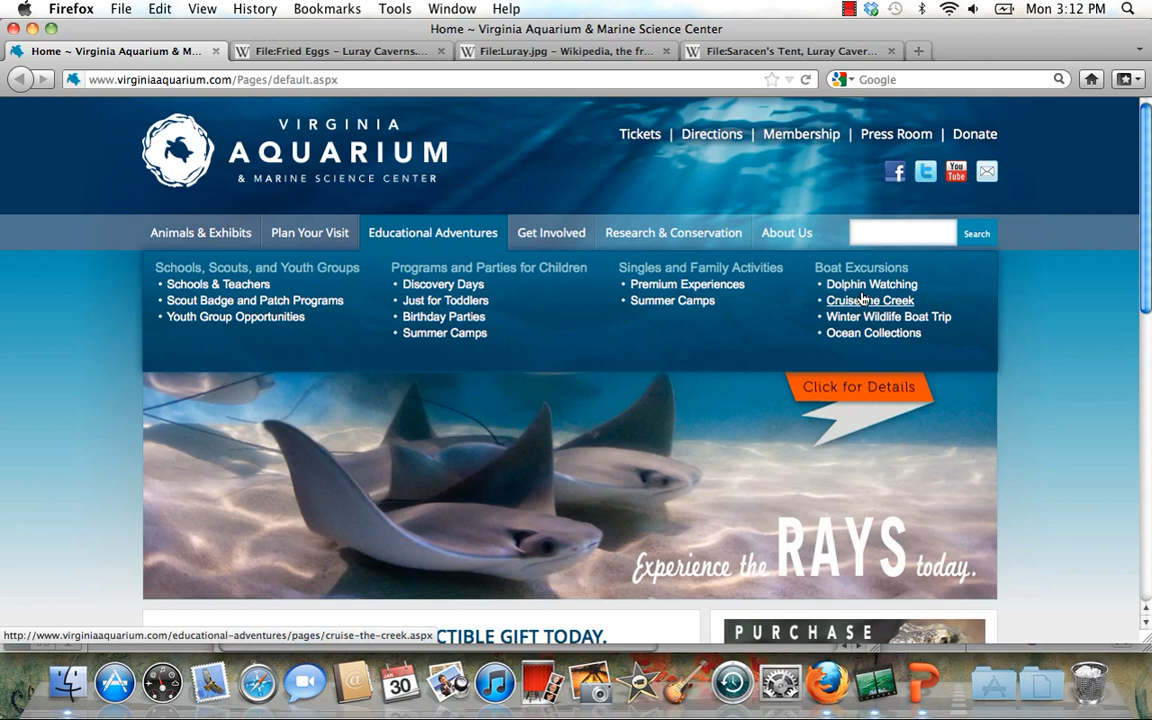 Firefox File Edit View History Bookmarks Tools Window Help Mon 3:12 PM
Home ~ Virginia Aquarium & Marine Science Center
Home ~ Virginia Aquarium & M... File:Fried Eggs – Luray Caverns.... File:Luray.jpg – Wikipedia, the fr... File:Saracen's Tent, Luray Caver...
www.virginiaaquarium.com/Pages/default.aspx Google
VIRGINIA
AQUARIUM
& MARINE SCIENCE CENTER
Tickets | Directions | Membership | Press Room | Donate
f t You Tube
Animals & Exhibits Plan Your Visit Educational Adventures Get Involved Research & Conservation About Us Search
Schools, Scouts, and Youth Groups
• Schools & Teachers
• Scout Badge and Patch Programs
• Youth Group Opportunities
Programs and Parties for Children
• Discovery Days
• Just for Toddlers
• Birthday Parties
• Summer Camps
Singles and Family Activities
• Premium Experiences
• Summer Camps
Boat Excursions
• Dolphin Watching
• Cruise the Creek
• Winter Wildlife Boat Trip
• Ocean Collections
Click for Details
Experience the RAYS today.
http://www.virginiaaquarium.com/educational-adventures/pages/cruise-the-creek.aspx
CTIBLE GIFT TODAY.
PURCHASE
JAN
30